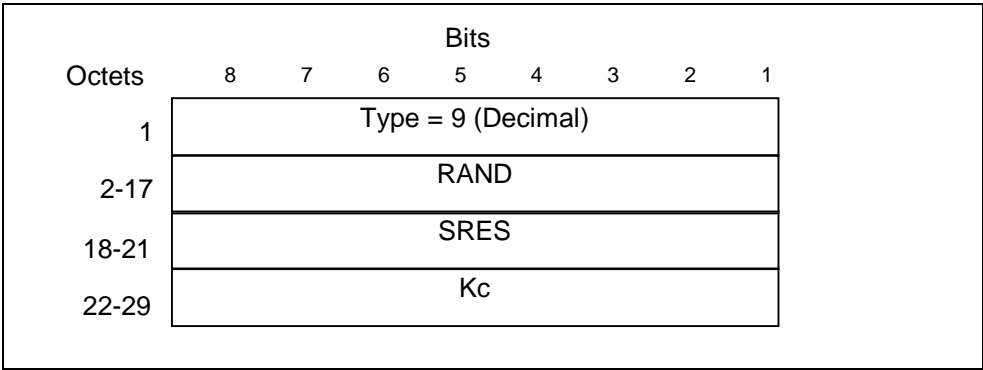 Bits
Octets 8 7 6 5 4 3 2 1
1 Type = 9 (Decimal)
2-17 RAND
18-21 SRES
22-29 Kc